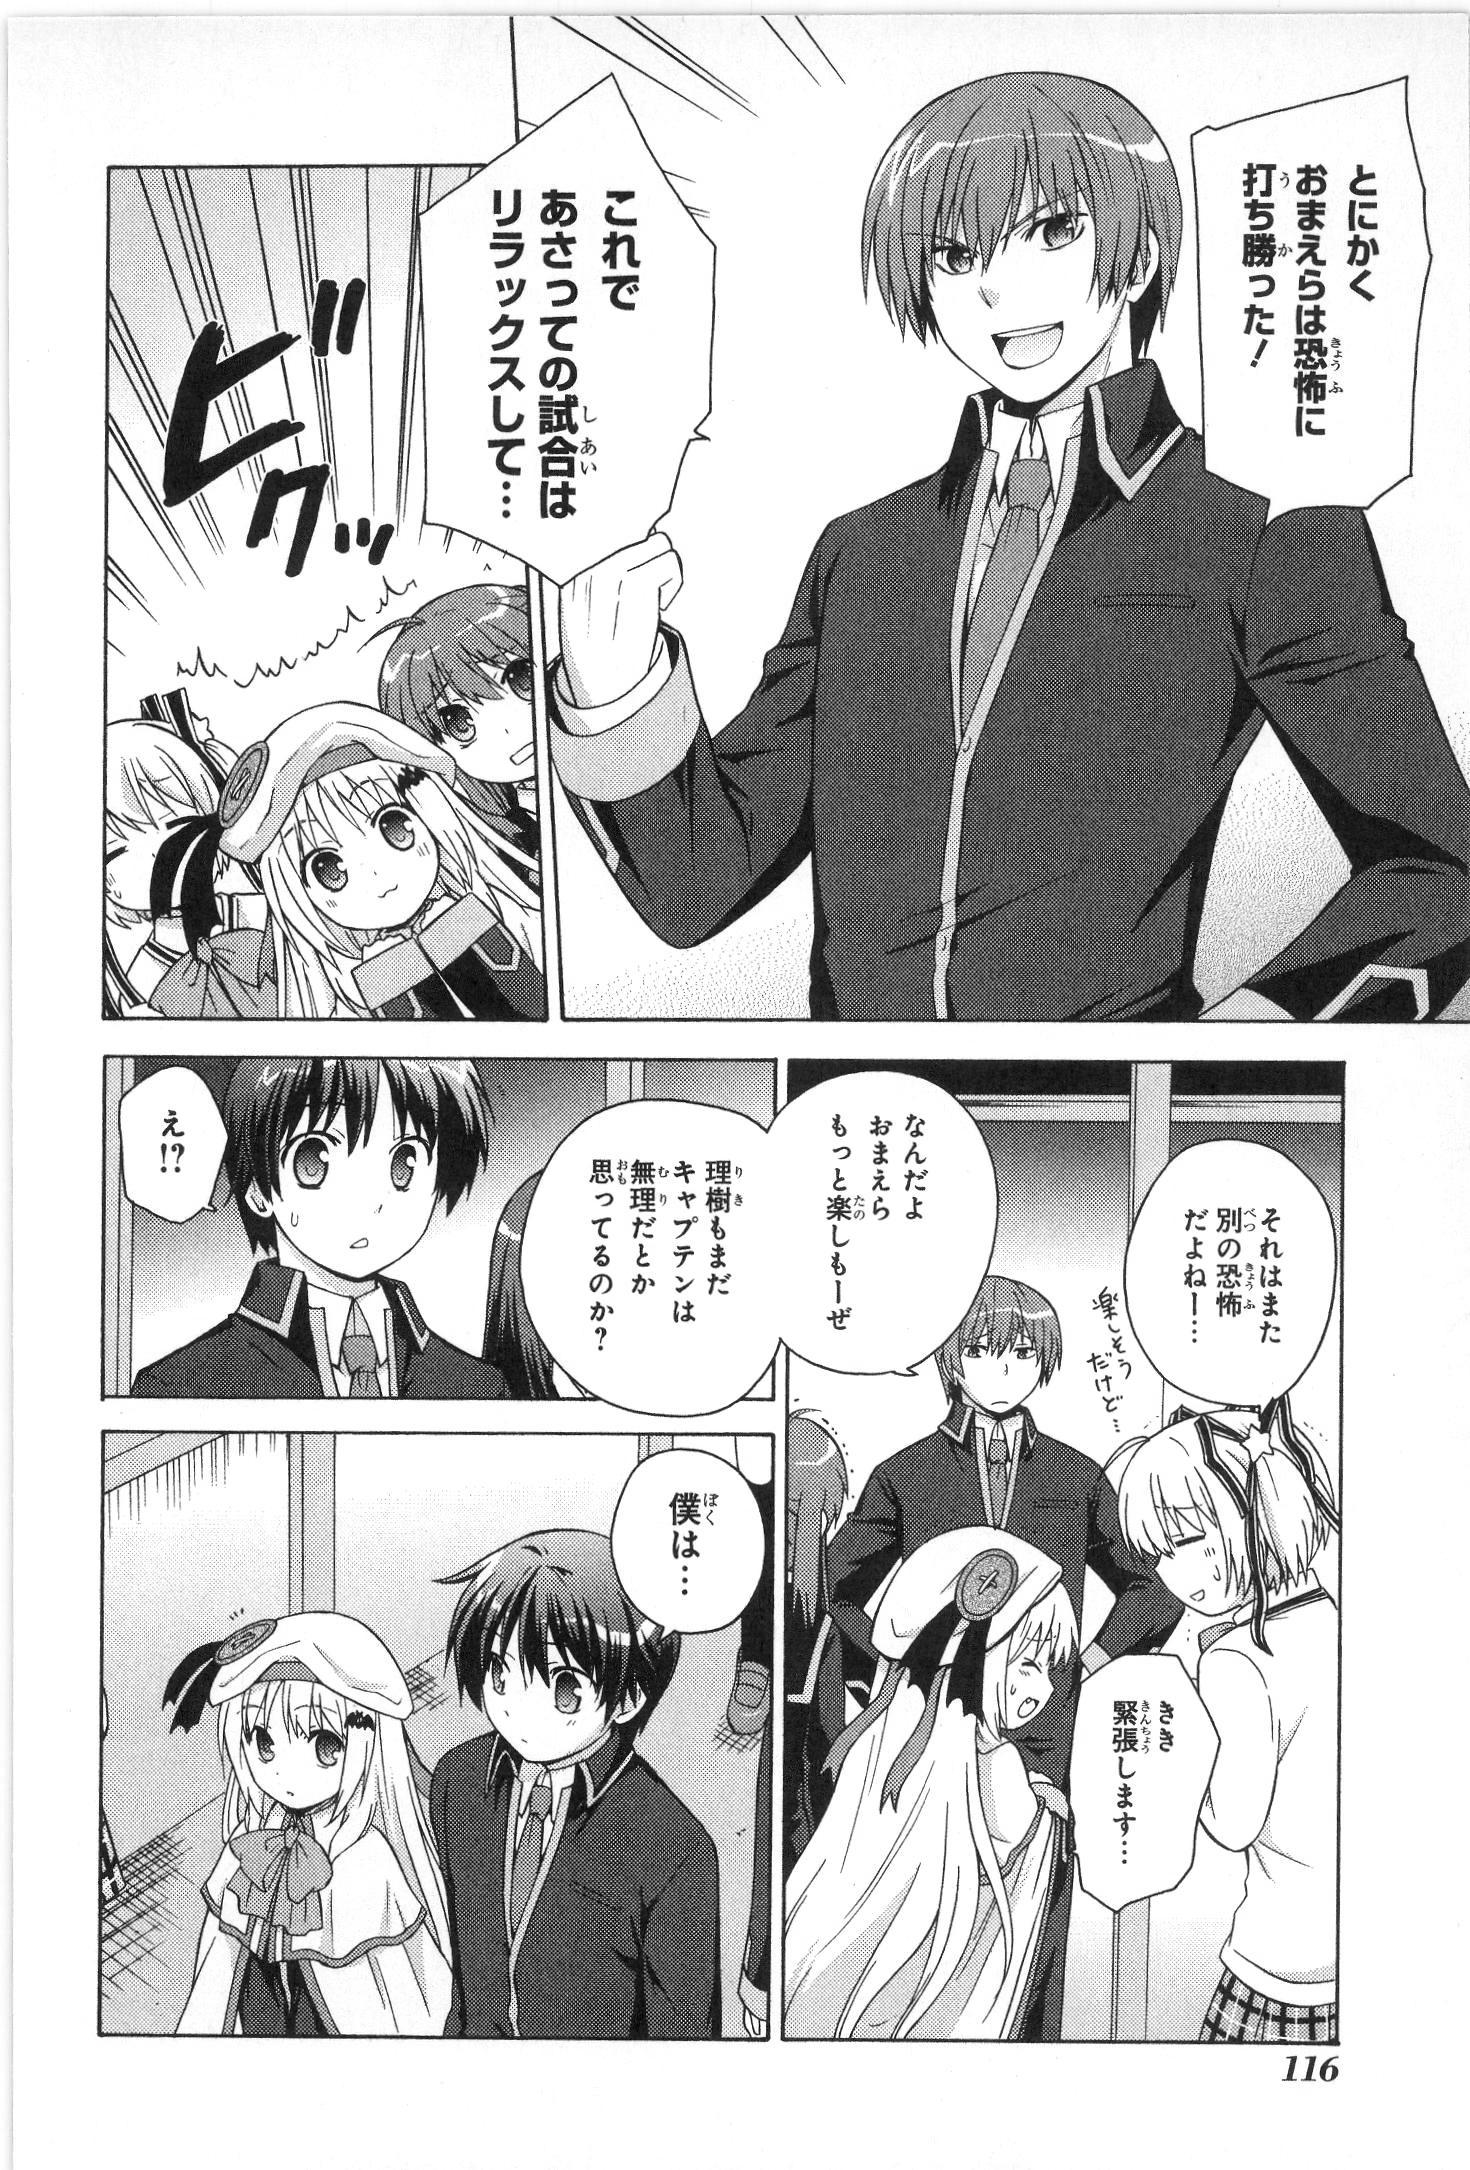 とにかく
おまえらは恐怖に
打ち勝った！
これで
あさっての試合は
リラックスして…
ビクッ
それはまた
別の恐怖
だよねー…
楽しそう
だけど…
きき
緊張します…
なんだよ
おまえら
もっと楽しもーぜ
理樹もまだ
キャプテンは
無理だとか
思ってるのか？
え!?
僕は…
116